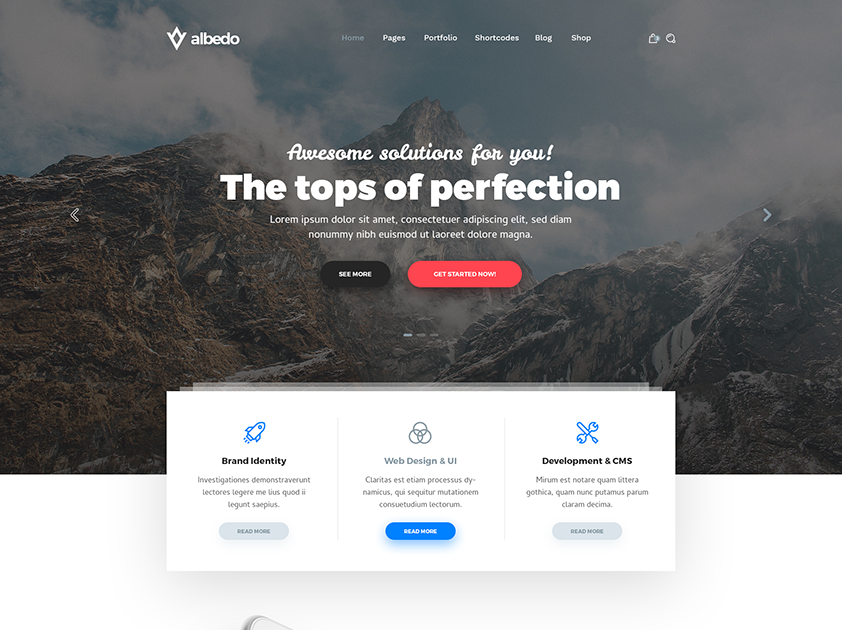 albedo
Home Pages Portfolio Shortcodes Blog Shop
Awesome solutions for you!
The tops of perfection
Lorem ipsum dolor sit amet, consectetuer adipiscing elit, sed diam
nonummy nibh euismod ut laoreet dolore magna.
SEE MORE GET STARTED NOW!
Brand Identity
Investigationes demonstraverunt
lectores legere me lius quod ii
legunt saepius.
READ MORE
Web Design & UI
Claritas est etiam processus dy-
namicus, qui sequitur mutationem
consuetudium lectorum.
READ MORE
Development & CMS
Mirum est notare quam littera
gothica, quam nunc putamus parum
claram decima.
READ MORE